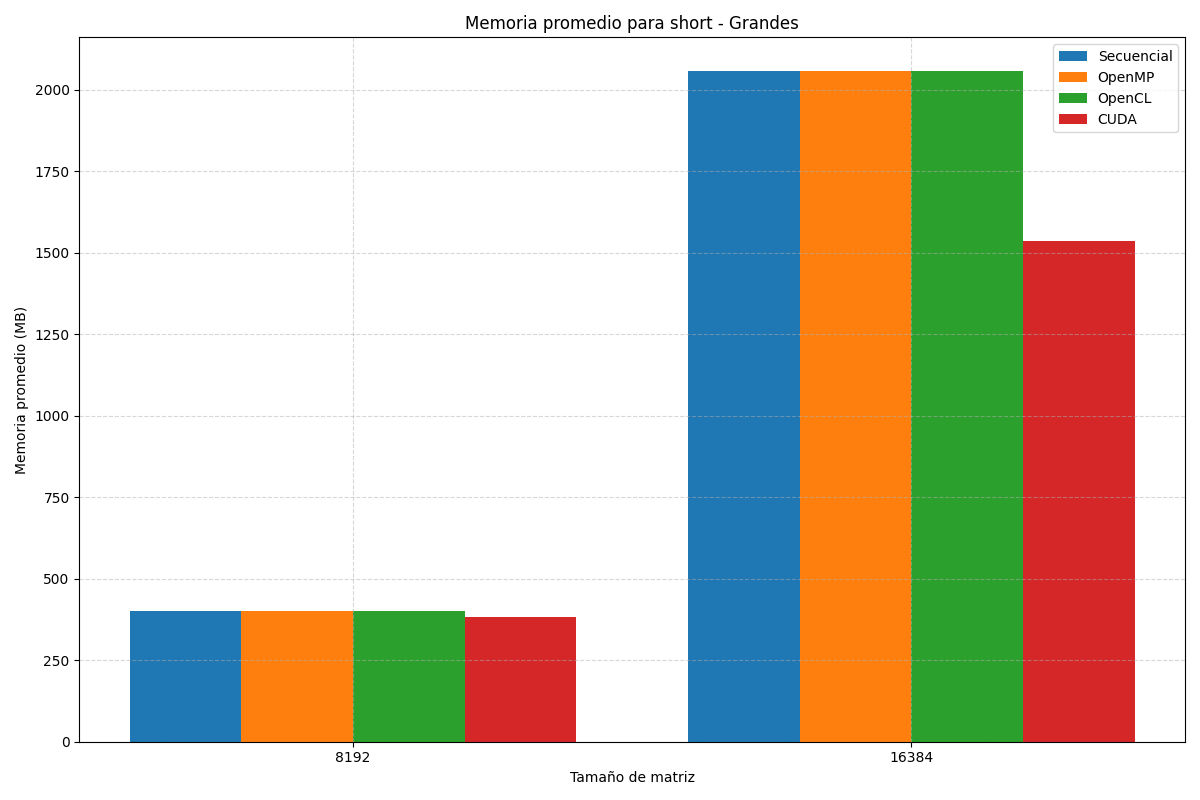 Memoria promedio para short - Grandes
Secuencial
OpenMP
OpenCL
CUDA
Memoria promedio (MB)
2000
1750
1500
1250
1000
750
500
250
0
8192
16384
Tamaño de matriz